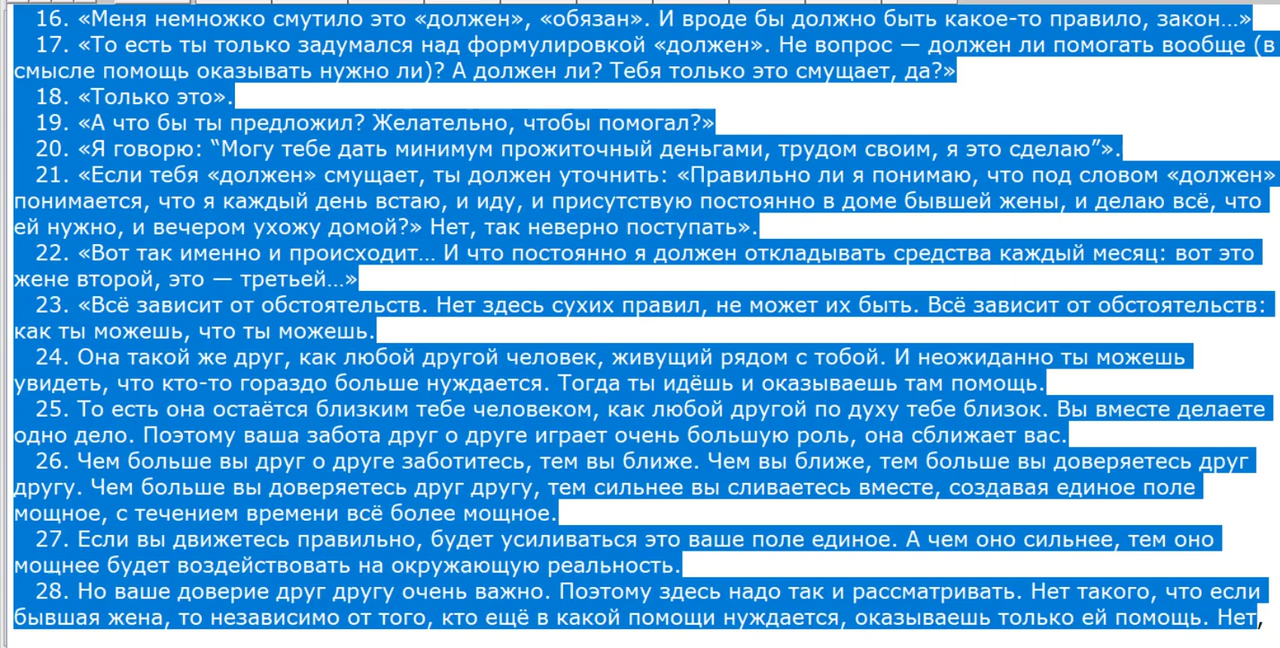 16. «Меня немножко смутило это «должен», «обязан». И вроде бы должно быть какое-то правило, закон…»
17. «То есть ты только задумался над формулировкой «должен». Не вопрос — должен ли помогать вообще (в
смысле помощь оказывать нужно ли)? А должен ли? Тебя только это смущает, да?»
18. «Только это».
19. «А что бы ты предложил? Желательно, чтобы помогал?»
20. «Я говорю: “Могу тебе дать минимум прожиточный деньгами, трудом своим, я это сделаю”».
21. «Если тебя «должен» смущает, ты должен уточнить: «Правильно ли я понимаю, что под словом «должен»
понимается, что я каждый день встаю, и иду, и присутствую постоянно в доме бывшей жены, и делаю всё, что
ей нужно, и вечером ухожу домой?» Нет, так неверно поступать».
22. «Вот так именно и происходит… И что постоянно я должен откладывать средства каждый месяц: вот это
жене второй, это — третьей…»
23. «Всё зависит от обстоятельств. Нет здесь сухих правил, не может их быть. Всё зависит от обстоятельств:
как ты можешь, что ты можешь.
24. Она такой же друг, как любой другой человек, живущий рядом с тобой. И неожиданно ты можешь
увидеть, что кто-то гораздо больше нуждается. Тогда ты идёшь и оказываешь там помощь.
25. То есть она остаётся близким тебе человеком, как любой другой по духу тебе близок. Вы вместе делаете
одно дело. Поэтому ваша забота друг о друге играет очень большую роль, она сближает вас.
26. Чем больше вы друг о друге заботитесь, тем вы ближе. Чем вы ближе, тем больше вы доверяетесь друг
другу. Чем больше вы доверяетесь друг другу, тем сильнее вы сливаетесь вместе, создавая единое поле
мощное, с течением времени всё более мощное.
27. Если вы движетесь правильно, будет усиливаться это ваше поле единое. А чем оно сильнее, тем оно
мощнее будет воздействовать на окружающую реальность.
28. Но ваше доверие друг другу очень важно. Поэтому здесь надо так и рассматривать. Нет такого, что если
бывшая жена, то независимо от того, кто ещё в какой помощи нуждается, оказываешь только ей помощь. Нет,